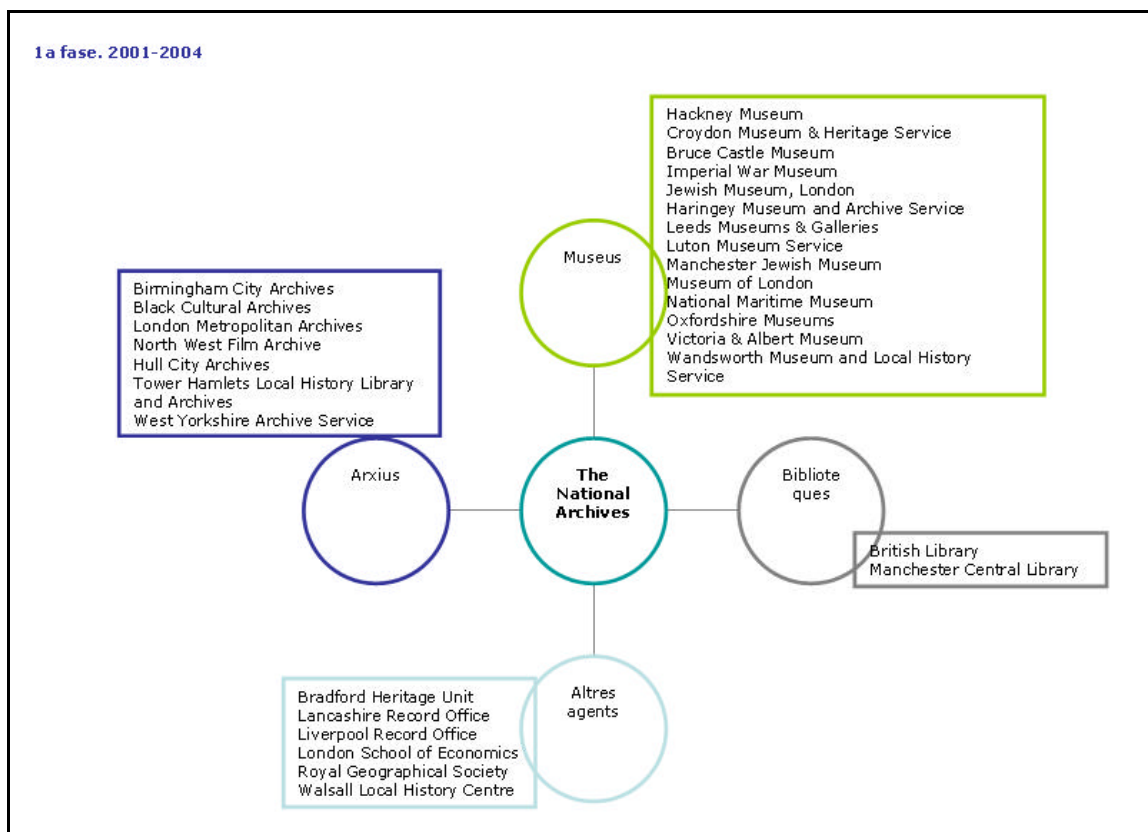 1a fase. 2001-2004
Hackney Museum
Croydon Museum & Heritage Service
Bruce Castle Museum
Imperial War Museum
Jewish Museum, London
Haringey Museum and Archive Service
Leeds Museums & Galleries
Luton Museum Service
Manchester Jewish Museum
Museum of London
National Maritime Museum
Oxfordshire Museums
Victoria & Albert Museum
Wandsworth Museum and Local History
Service
Museus
Birmingham City Archives
Black Cultural Archives
London Metropolitan Archives
North West Film Archive
Hull City Archives
Tower Hamlets Local History Library
and Archives
West Yorkshire Archive Service
Arxius
The
National
Archives
Bibliote
ques
British Library
Manchester Central Library
Bradford Heritage Unit
Lancashire Record Office
Liverpool Record Office
London School of Economics
Royal Geographical Society
Walsall Local History Centre
Altres
agents